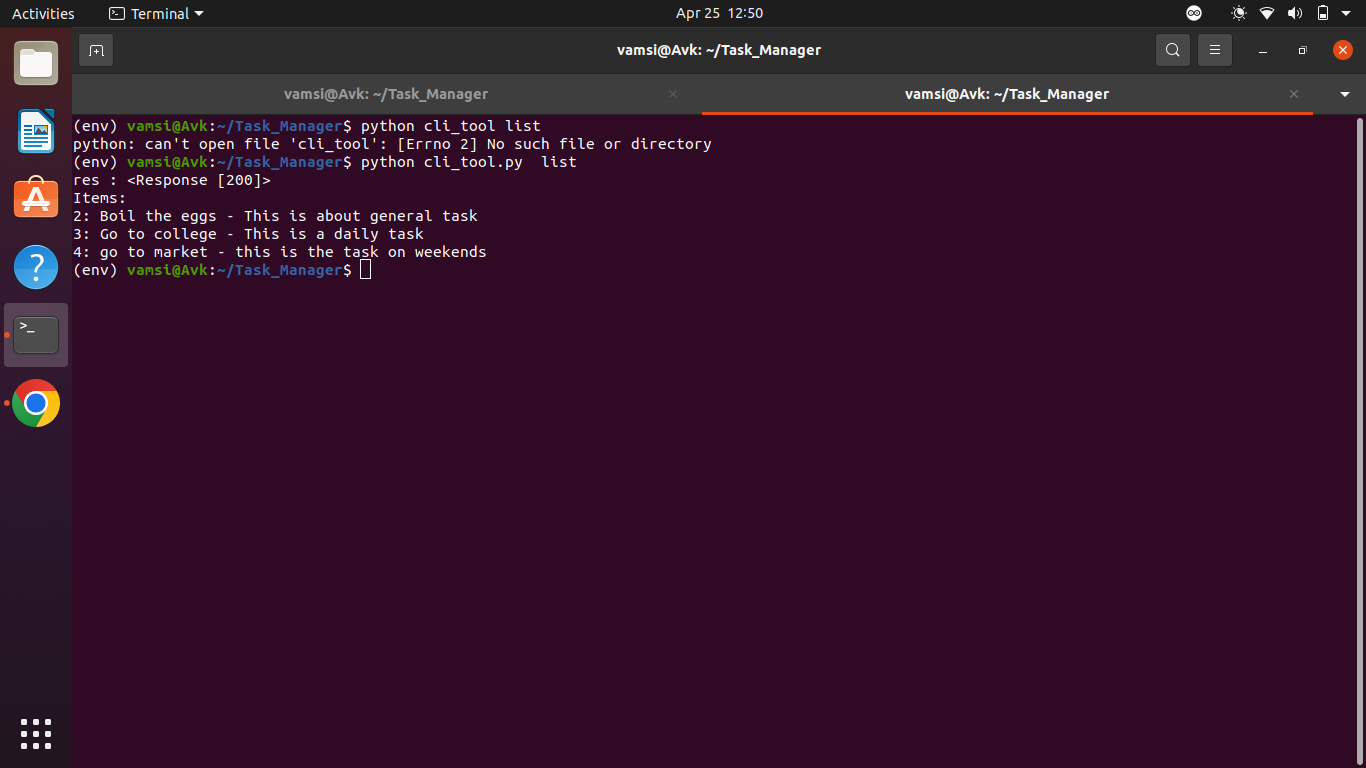 Activities
Terminal
Apr 25 12:50
vamsi@Avk: ~/Task_Manager
vamsi@Avk: ~/Task_Manager
vamsi@Avk: ~/Task_Manager
(env) vamsi@Avk:~/Task_Manager$ python cli_tool list
python: can't open file 'cli_tool': [Errno 2] No such file or directory
(env) vamsi@Avk:~/Task_Manager$ python cli_tool.py  list
res : <Response [200]>
Items:
2: Boil the eggs - This is about general task
3: Go to college - This is a daily task
4: go to market - this is the task on weekends
(env) vamsi@Avk:~/Task_Manager$